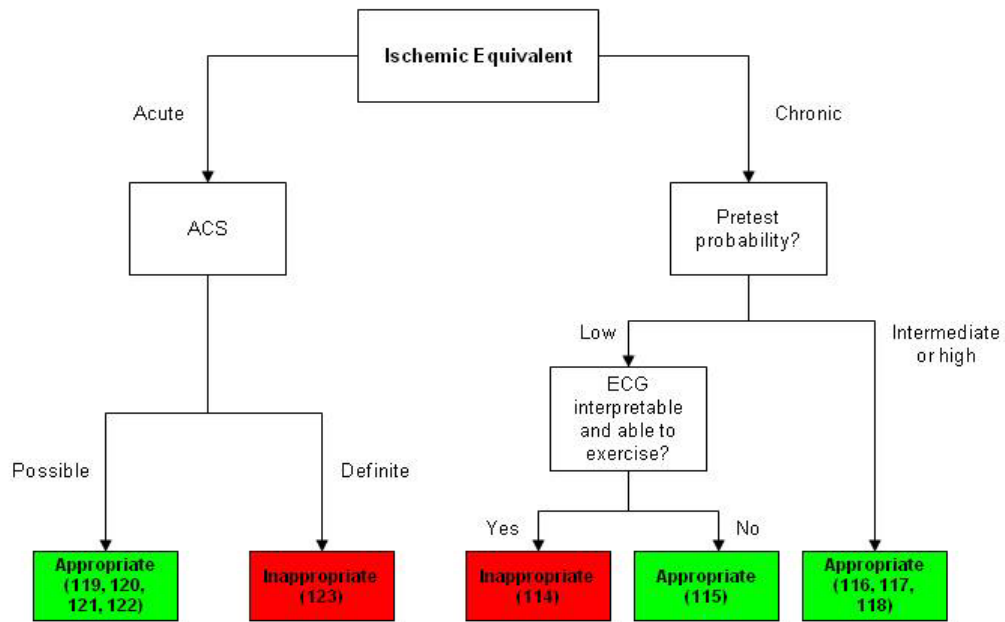 Ischemic Equivalent
Acute
Chronic
ACS
Pretest
probability?
Low
Intermediate
or high
ECG
interpretable
and able to
exercise?
Possible
Definite
Yes
No
Appropriate
(119, 120,
121, 122)
Inappropriate
(123)
Inappropriate
(114)
Appropriate
(115)
Appropriate
(116, 117,
118)